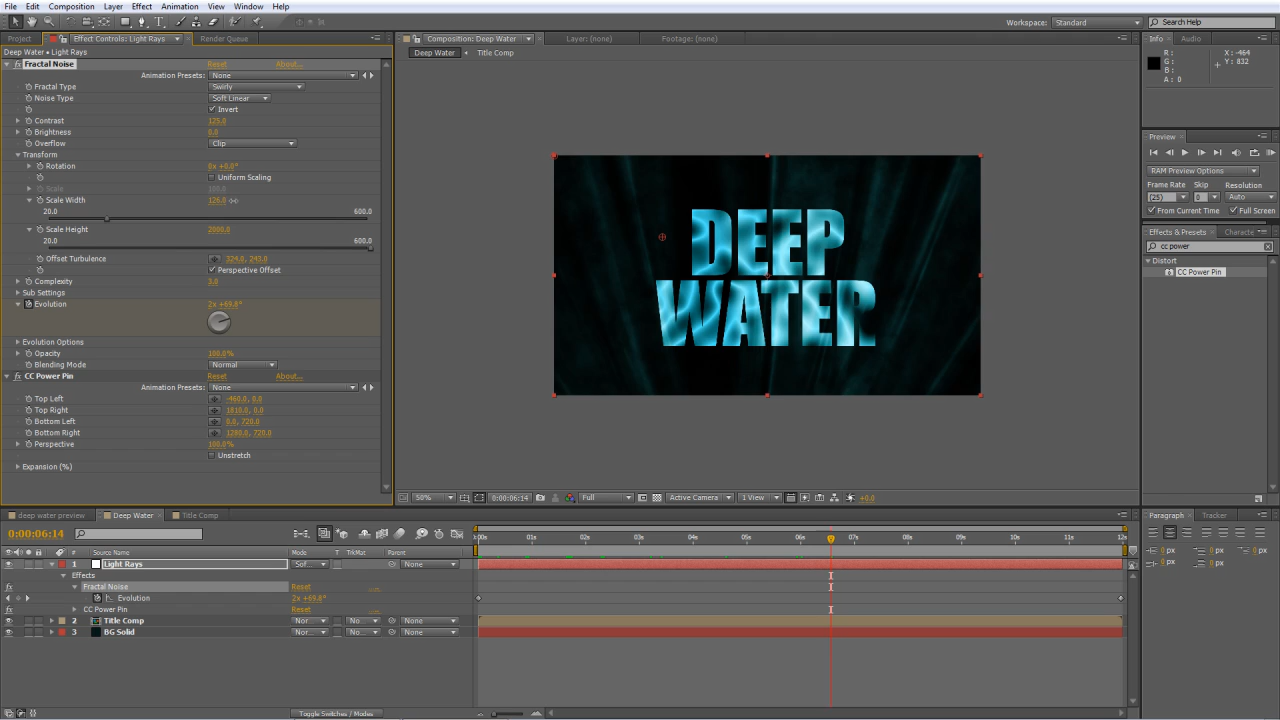 File Edit Composition Layer Effect Animation View Window Help
Workspace: Standard Search Help
Project Effect Controls: Light Rays Render Queue
Composition: Deep Water Layer: (none) Footage: (none)
Info Audio
Deep Water • Light Rays
Deep Water Title Comp
R :
G :
B :
A : 0
X : -464
Y : 832
Fractal Noise Reset About...
Animation Presets: None
Fractal Type Swirly
Noise Type Soft Linear
Invert
Contrast 125.0
Brightness 0.0
Overflow Clip
Transform
Rotation 0x +0.0°
Uniform Scaling
Scale 100.0
Scale Width 126.0
20.0 600.0
Scale Height 2000.0
20.0 600.0
Offset Turbulence 324.0, 243.0
Perspective Offset
Complexity 3.0
Sub Settings
Evolution 2x +69.8°
Evolution Options
Opacity 100.0%
Blending Mode Normal
CC Power Pin Reset About...
Animation Presets: None
Top Left -460.0, 0.0
Top Right 1810.0, 0.0
Bottom Left 0.0, 720.0
Bottom Right 1280.0, 720.0
Perspective 100.0%
Unstretch
Expansion (%)
DEEP
WATER
Preview
RAM Preview Options
Frame Rate Skip Resolution
(25) 0 Auto
From Current Time Full Screen
Effects & Presets Characte
cc power
Distort
CC Power Pin
50% 0:00:06:14 Full Active Camera 1 View +0.0
deep water preview Deep Water Title Comp
Paragraph Tracker
0:00:06:14
0 px 0 px 0 px
0 px 0 px
# Source Name Mode T TrkMat Parent
:00s 01s 02s 03s 04s 05s 06s 07s 08s 09s 10s 11s 12s
1 Light Rays Sof... None
Effects
Fractal Noise Reset
Evolution 2x +69.8°
CC Power Pin Reset
2 Title Comp Nor... No... None
3 BG Solid Nor... No... None
Toggle Switches / Modes